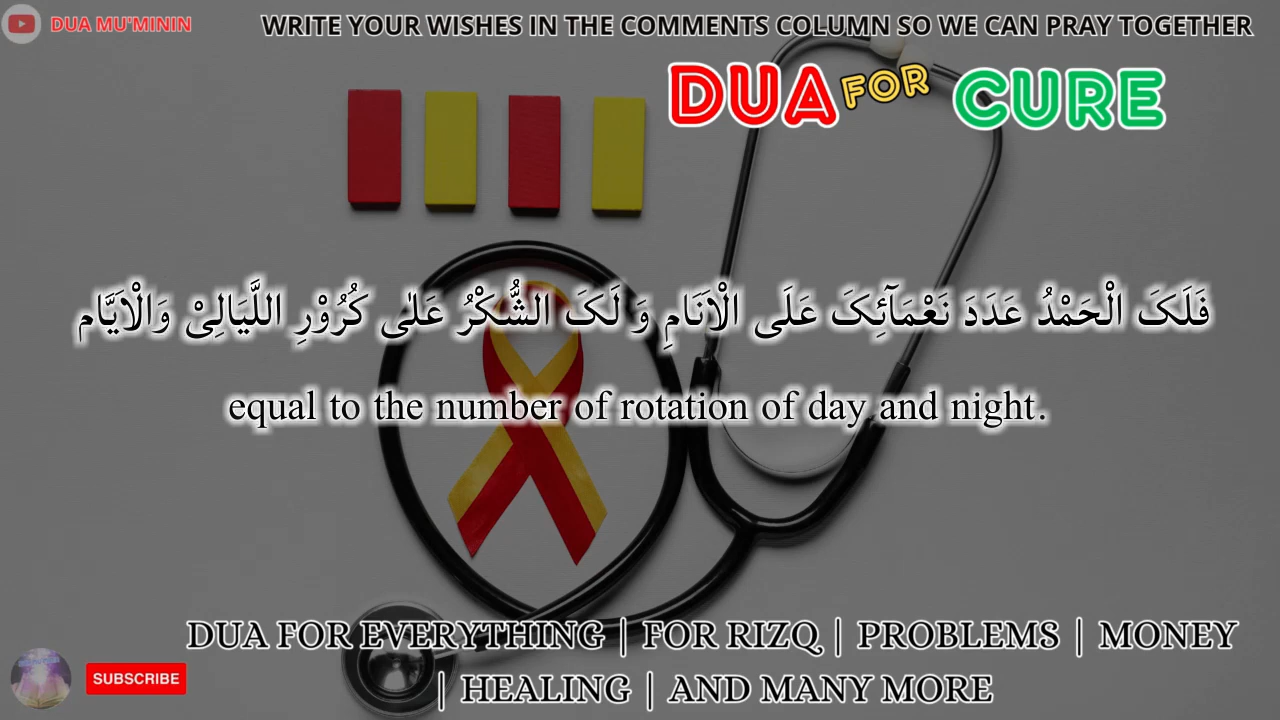 DUA MU'MININ
WRITE YOUR WISHES IN THE COMMENTS COLUMN SO WE CAN PRAY TOGETHER
DUA FOR CURE
فَلَکَ الْحَمْدُ عَدَدَ نَعْمَآئِکَ عَلَی الْاَنَامِ وَ لَکَ الشُّکْرُ عَلٰی کُرُوْرِ اللَّیَالِیْ وَالْاَیَّام
equal to the number of rotation of day and night.
DUA FOR EVERYTHING | FOR RIZQ | PROBLEMS | MONEY
| HEALING | AND MANY MORE
SUBSCRIBE